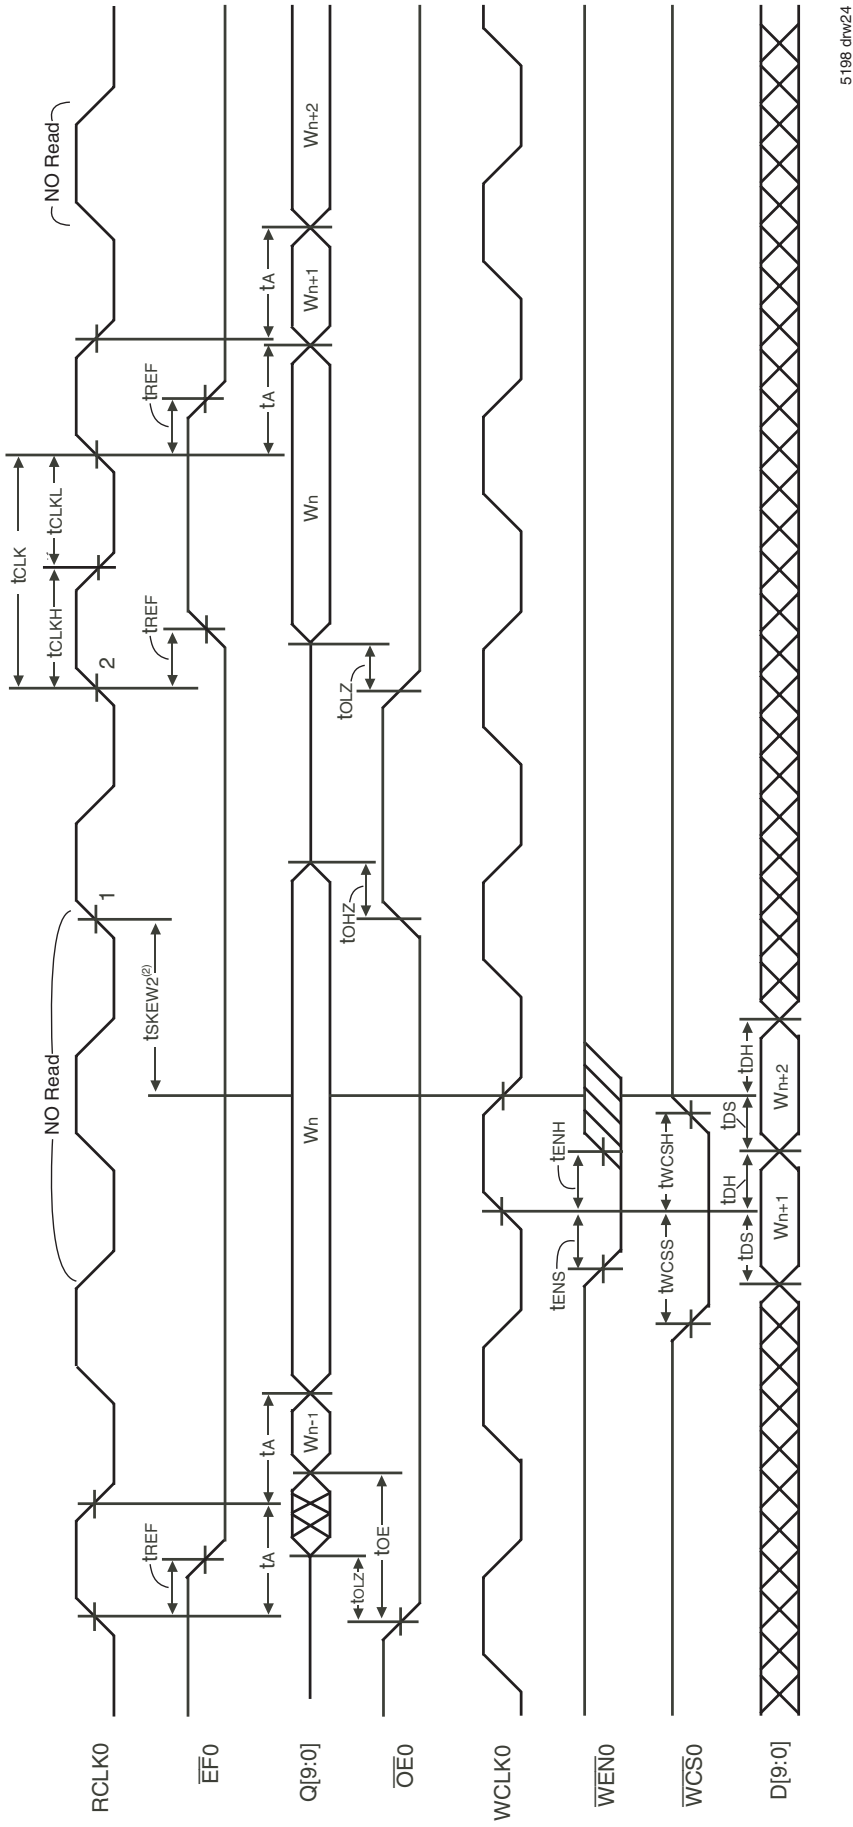 tCLK
NO Read
tCLKH
tCLKL
NO Read
RCLK0
1
2
tREF
tSKEW2(2)
tREF
tREF
EF0
tA
tA
tA
tA
Q[9:0]
Wn-1
Wn
Wn
Wn+1
Wn+2
tOLZ
tOE
tOHZ
tOLZ
OE0
WCLK0
tENS
tENH
WEN0
tWCSS
tWCSH
WCS0
tDS
tDH
tDS
tDH
D[9:0]
Wn+1
Wn+2
5198 drw24